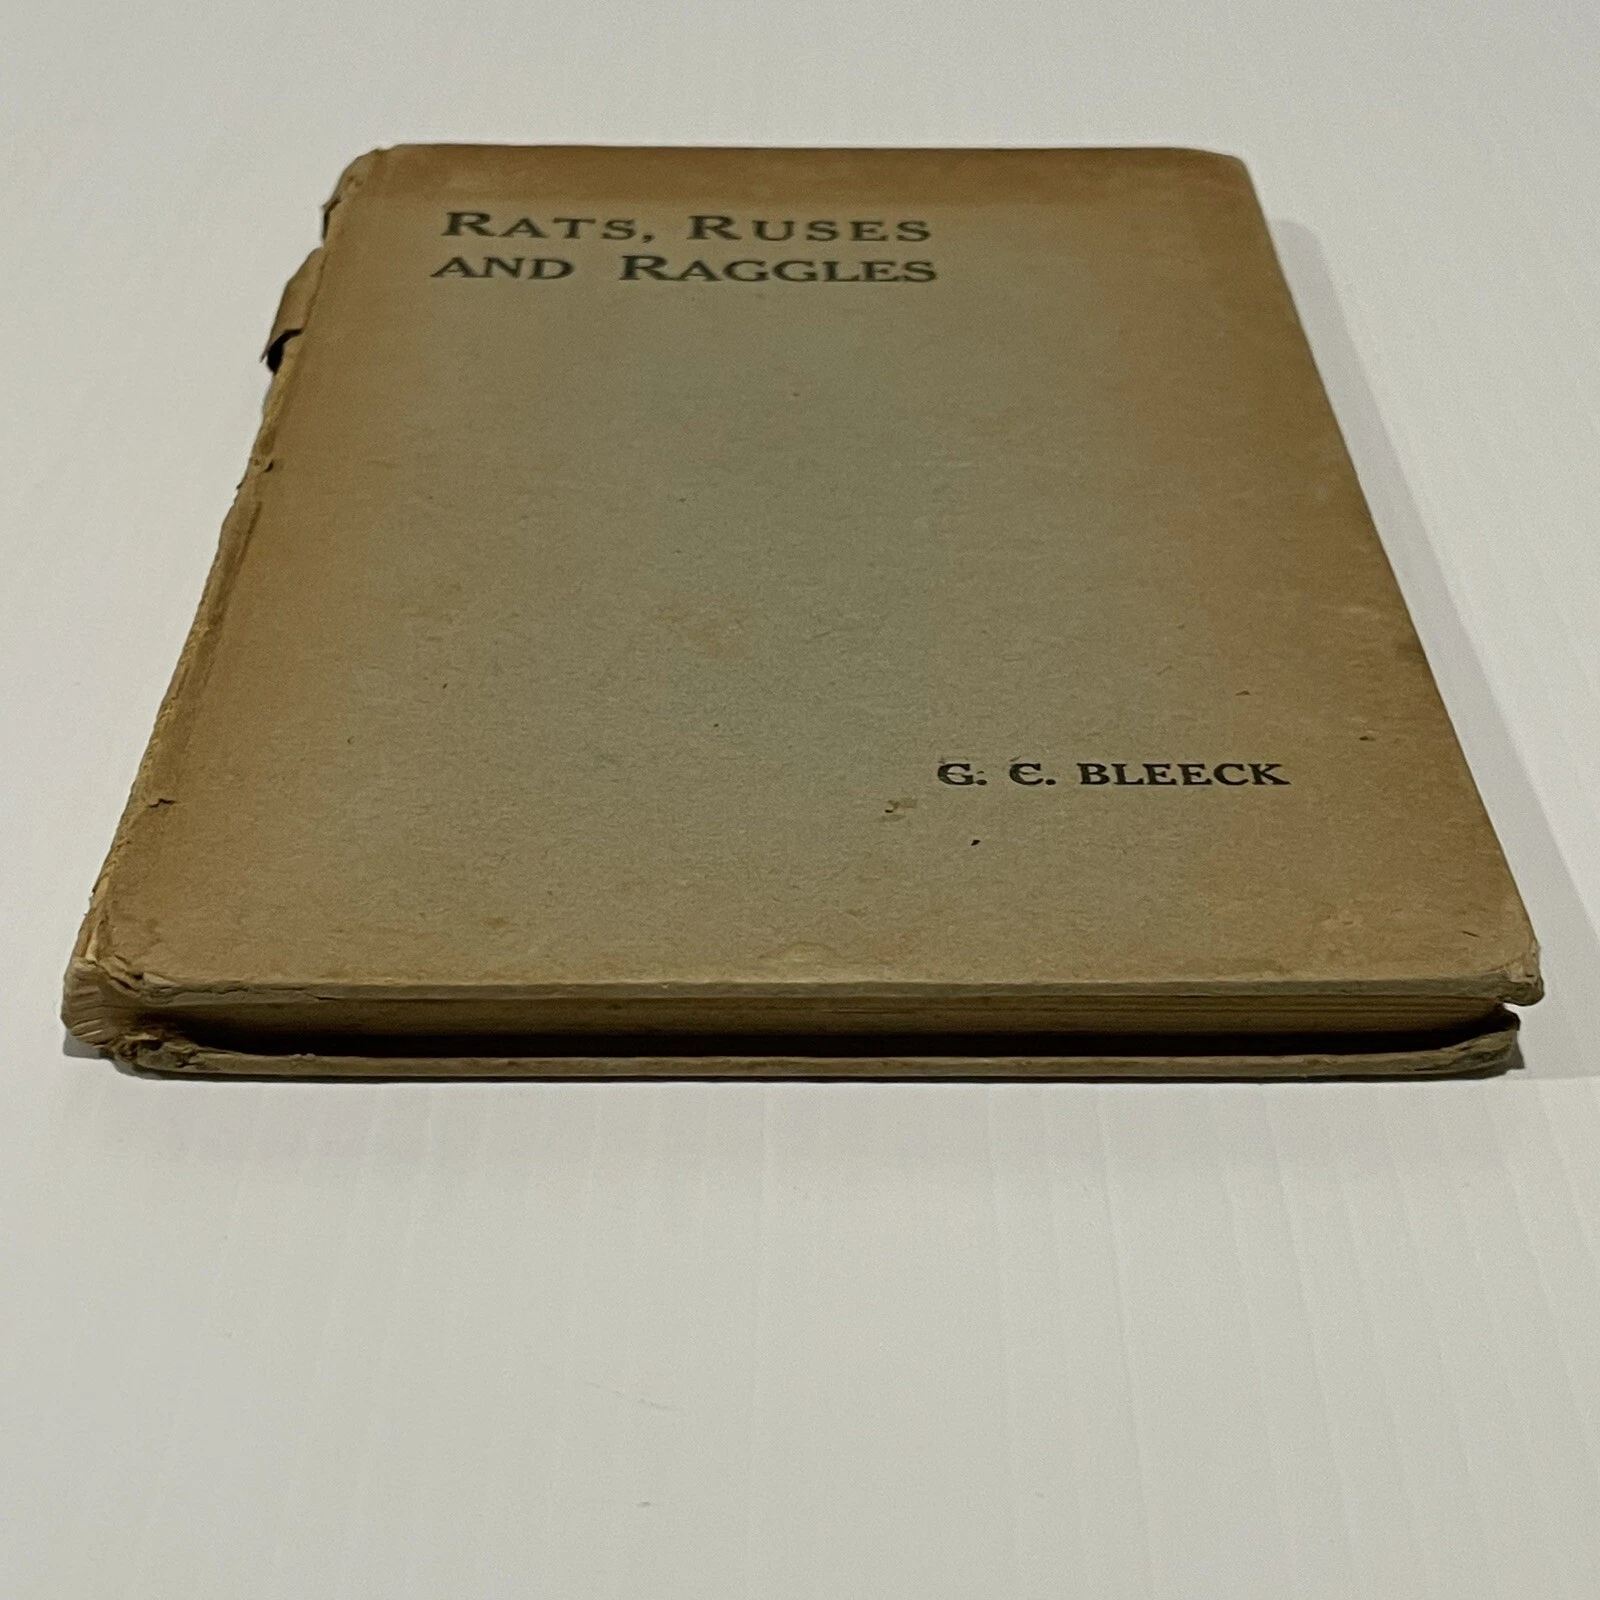 RATS, RUSES
AND RAGGLES
G. C. BLEECK